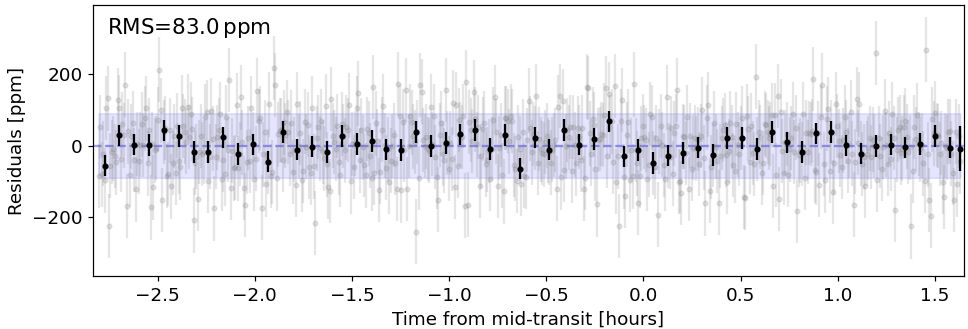 RMS=83.0 ppm
Residuals [ppm]
200
0
−200
−2.5 −2.0 −1.5 −1.0 −0.5 0.0 0.5 1.0 1.5
Time from mid-transit [hours]